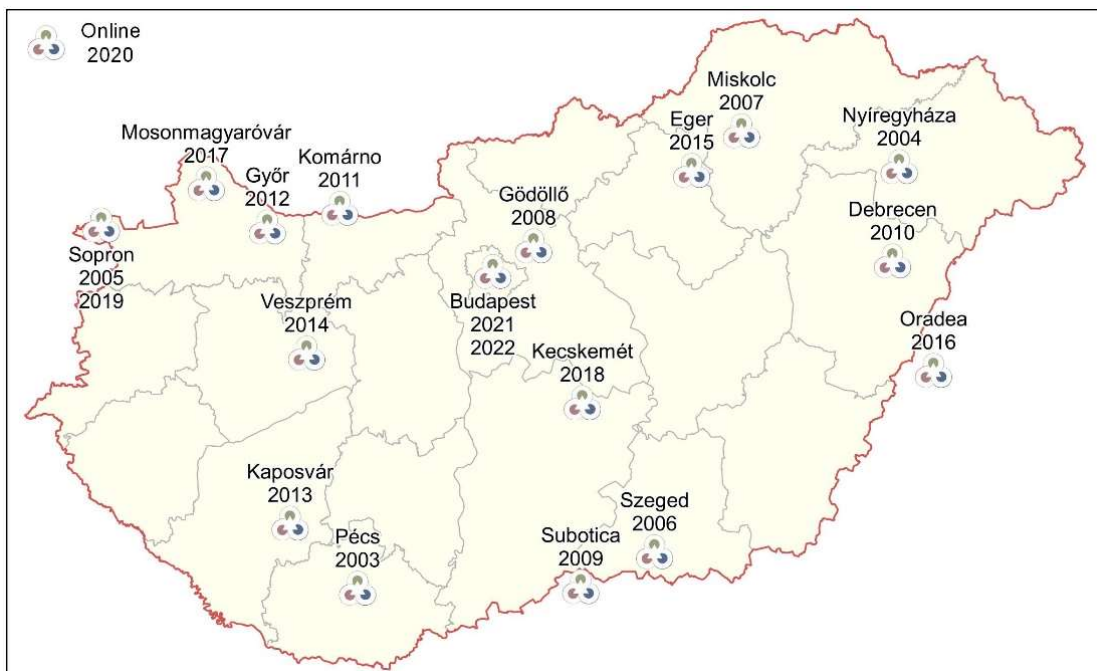 Online
2020
Miskolc
2007
Eger
2015
Nyíregyháza
2004
Mosonmagyaróvár
2017
Komárno
2011
Győr
2012
Gödöllő
2008
Debrecen
2010
Sopron
2005
2019
Veszprém
2014
Budapest
2021
2022
Oradea
2016
Kecskemét
2018
Kaposvár
2013
Szeged
2006
Pécs
2003
Subotica
2009